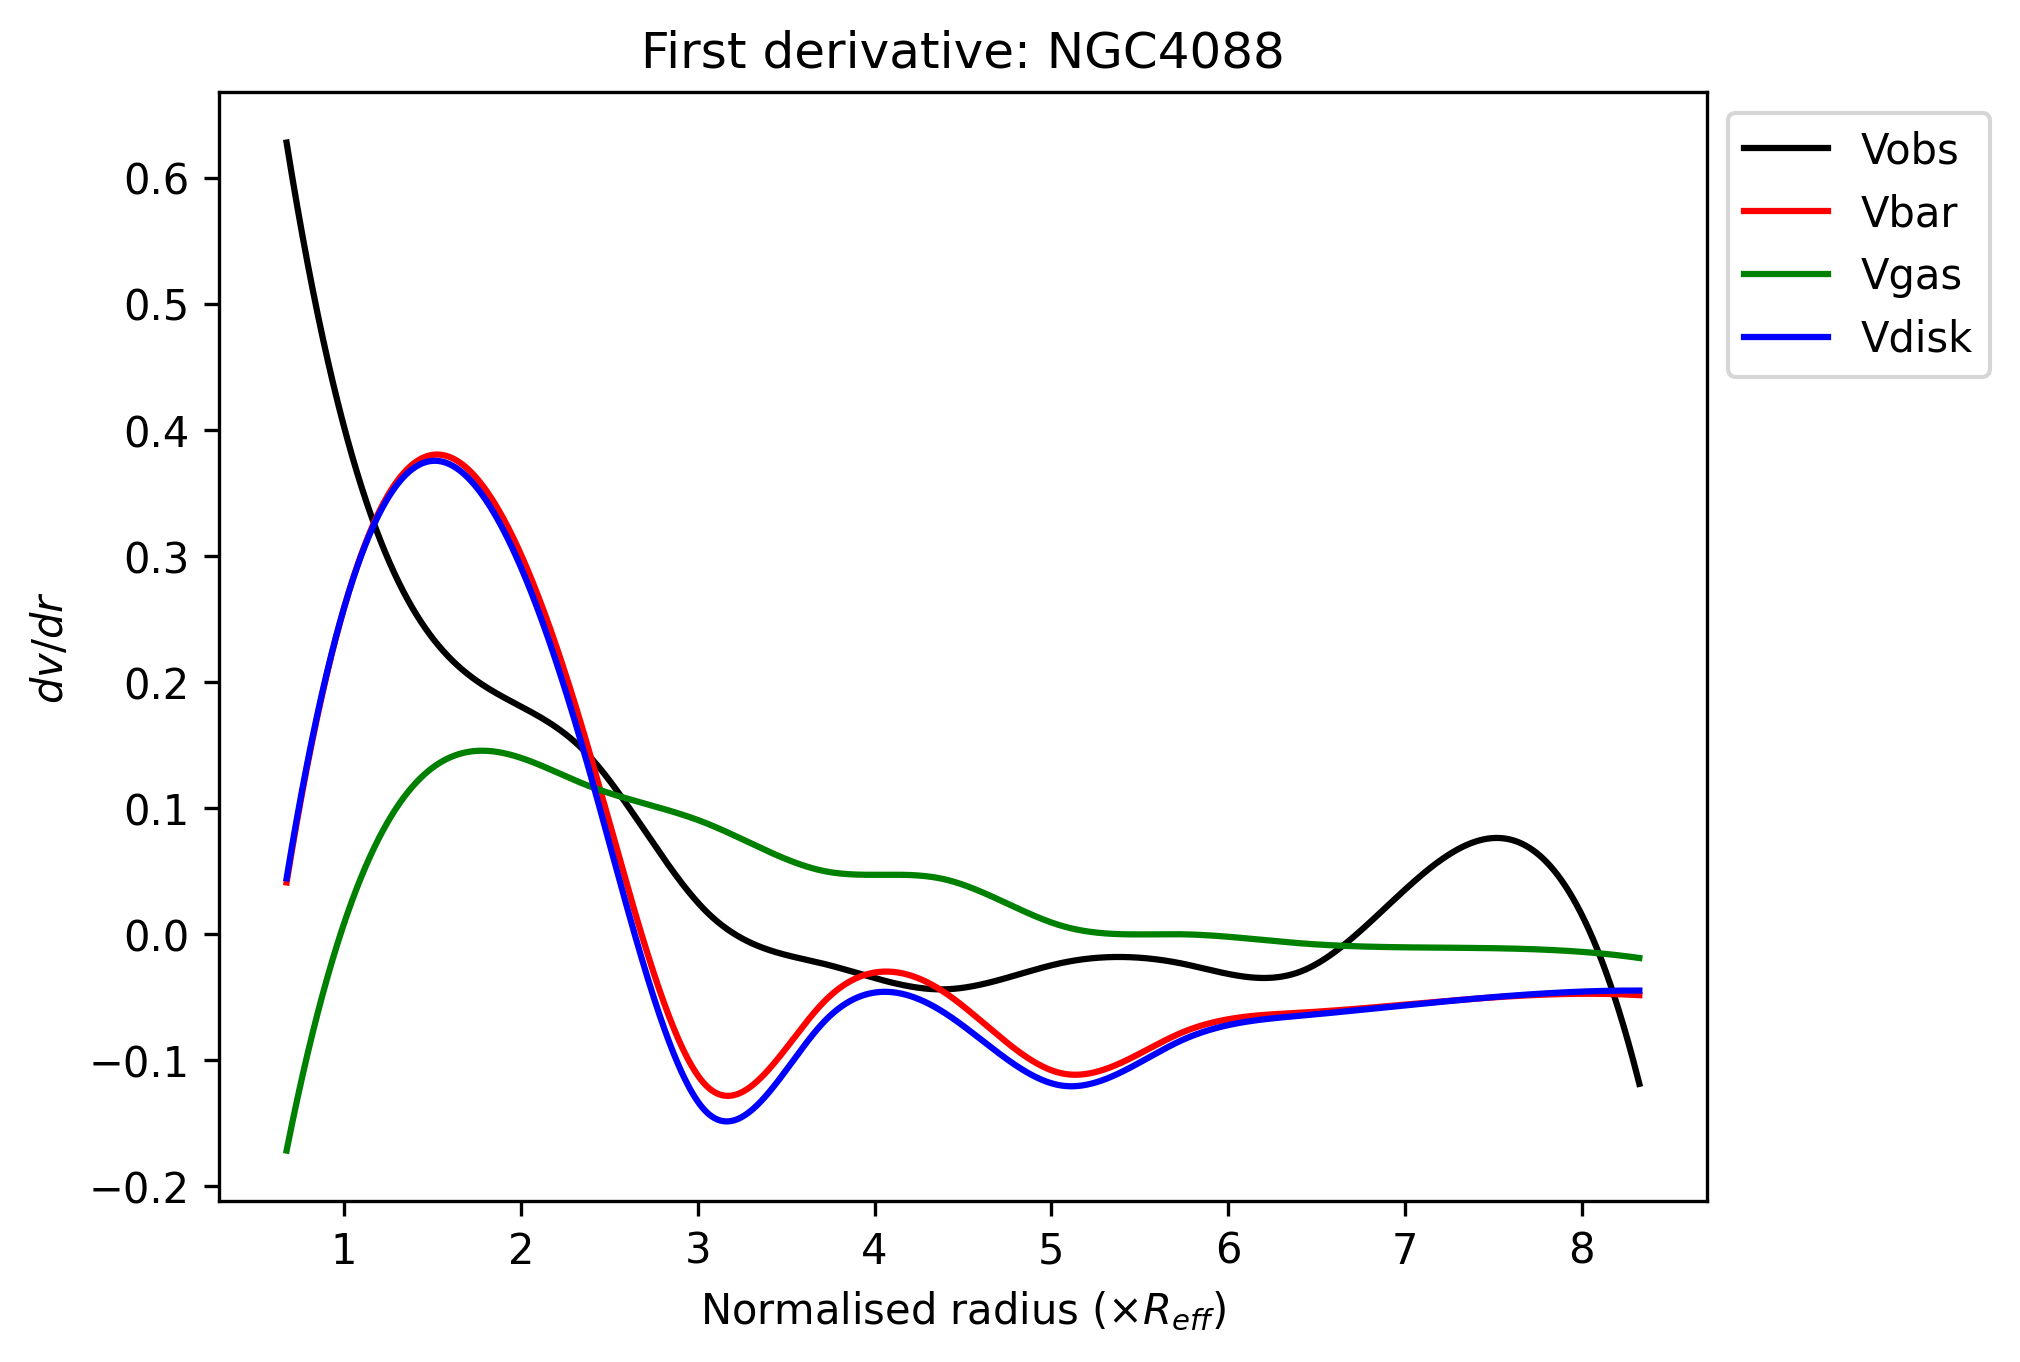 First derivative: NGC4088
Vobs
Vbar
Vgas
Vdisk
dv/dr
0.6
0.5
0.4
0.3
0.2
0.1
0.0
−0.1
−0.2
1 2 3 4 5 6 7 8
Normalised radius (×R_eff)